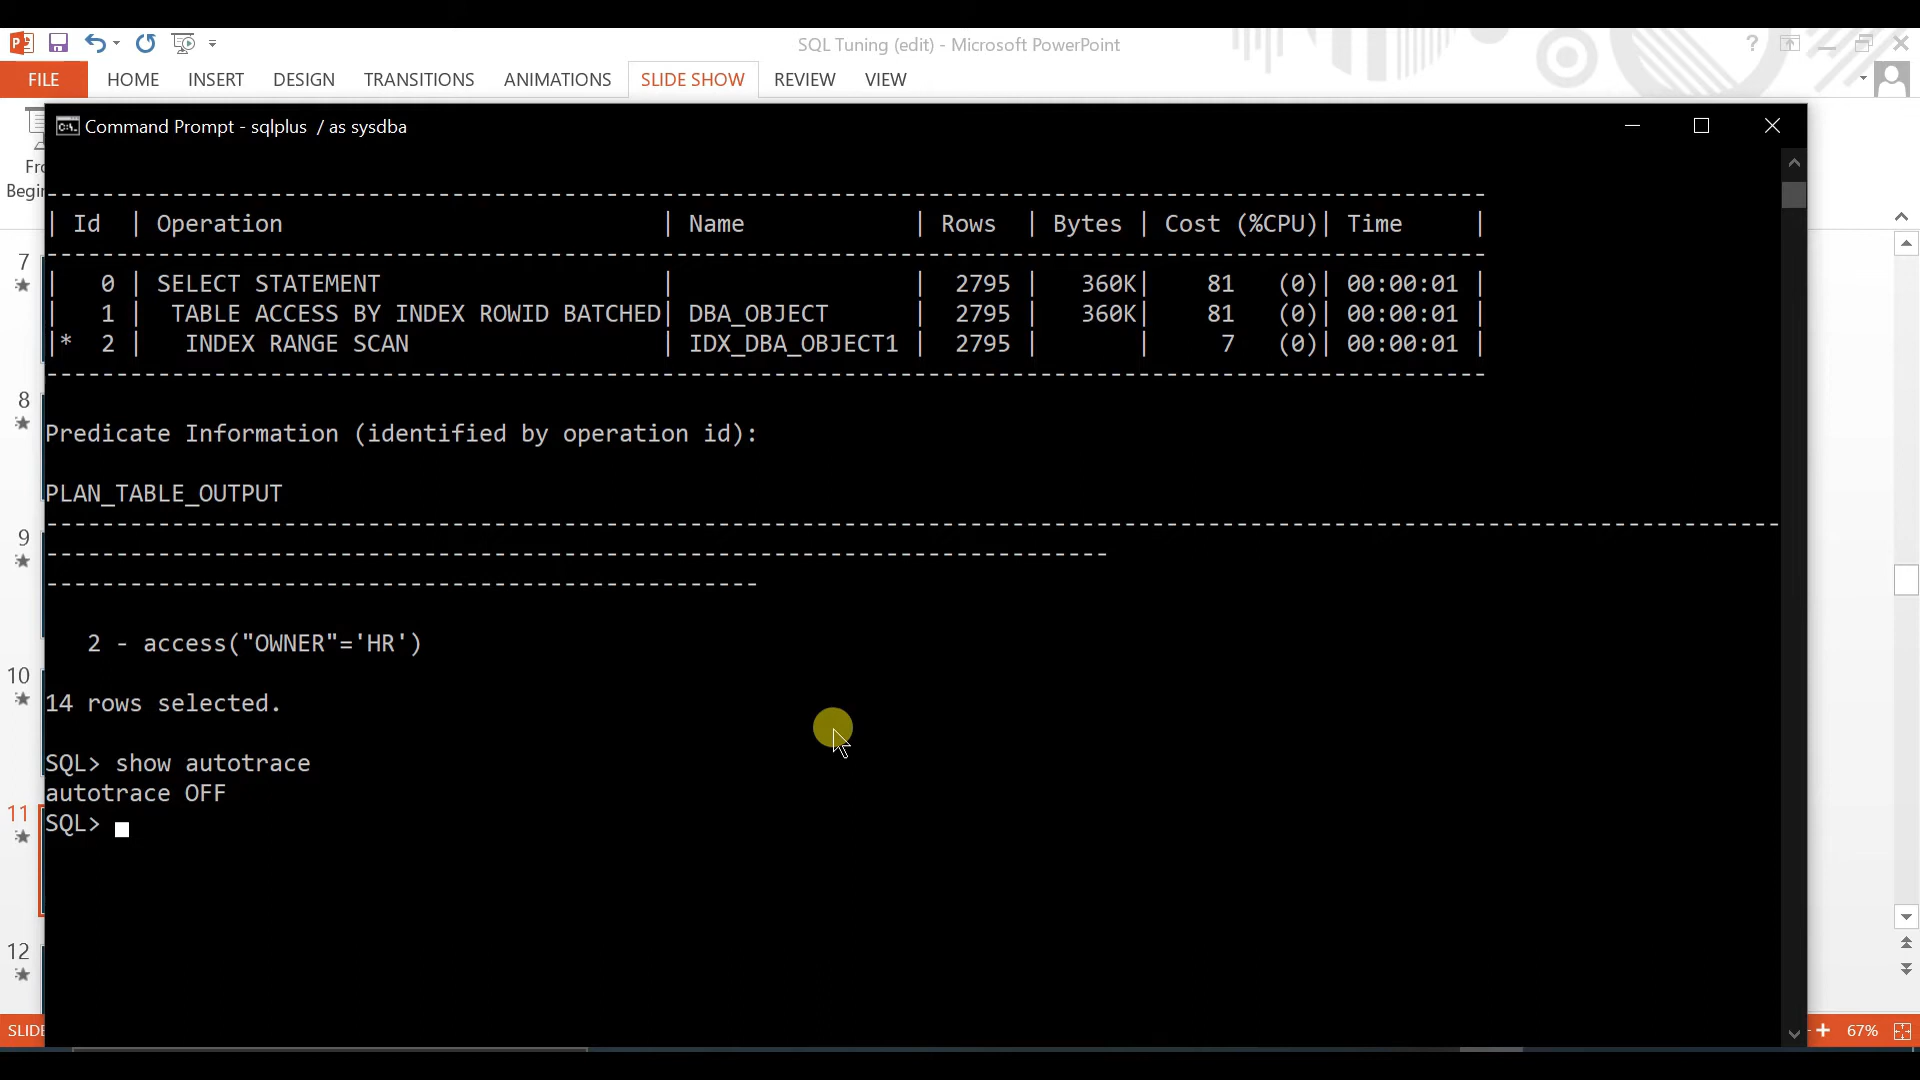 SQL Tuning (edit) - Microsoft PowerPoint
FILE HOME INSERT DESIGN TRANSITIONS ANIMATIONS SLIDE SHOW REVIEW VIEW
Command Prompt - sqlplus / as sysdba
| Id | Operation | Name | Rows | Bytes | Cost (%CPU)| Time |
| 0 | SELECT STATEMENT | | 2795 | 360K| 81 (0)| 00:00:01 |
| 1 | TABLE ACCESS BY INDEX ROWID BATCHED| DBA_OBJECT | 2795 | 360K| 81 (0)| 00:00:01 |
|* 2 | INDEX RANGE SCAN | IDX_DBA_OBJECT1 | 2795 | | 7 (0)| 00:00:01 |
Predicate Information (identified by operation id):
PLAN_TABLE_OUTPUT
2 - access("OWNER"='HR')
14 rows selected.
SQL> show autotrace
autotrace OFF
SQL>
7
8
9
10
11
12
67%